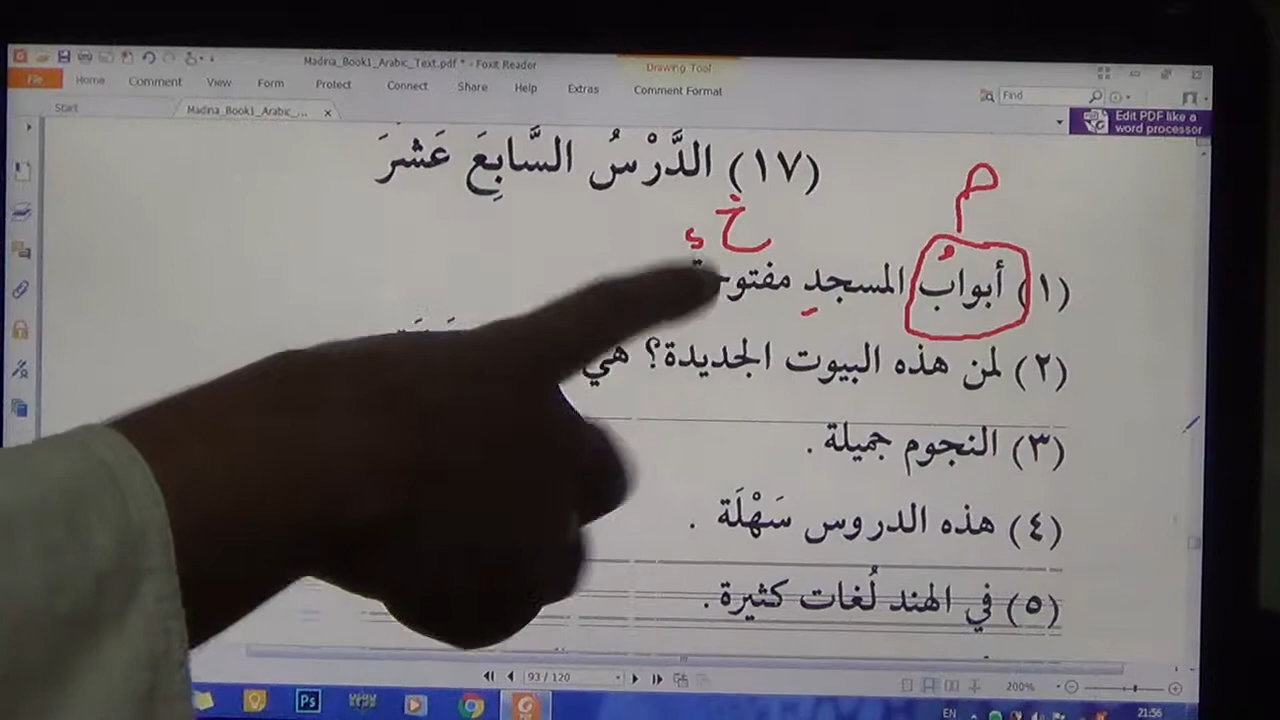 Madina_Book1_Arabic_Text.pdf * - Foxit Reader
Drawing Tool
File Home Comment View Form Protect Connect Share Help Extras Comment Format
Find
Start
Madina_Book1_Arabic_...
Edit PDF like a
word processor
(١٧) الدَّرْسُ السَّابِعَ عَشَرَ
م
خ
(١) أبوابُ المسجدِ
(٢) لمن هذه البيوت الجديدة؟ هي
(٣) النجوم جميلة .
(٤) هذه الدروس سَهْلَة .
(٥) في الهند لُغات كثيرة .
93 / 120
200%
Ps
EN
21:56